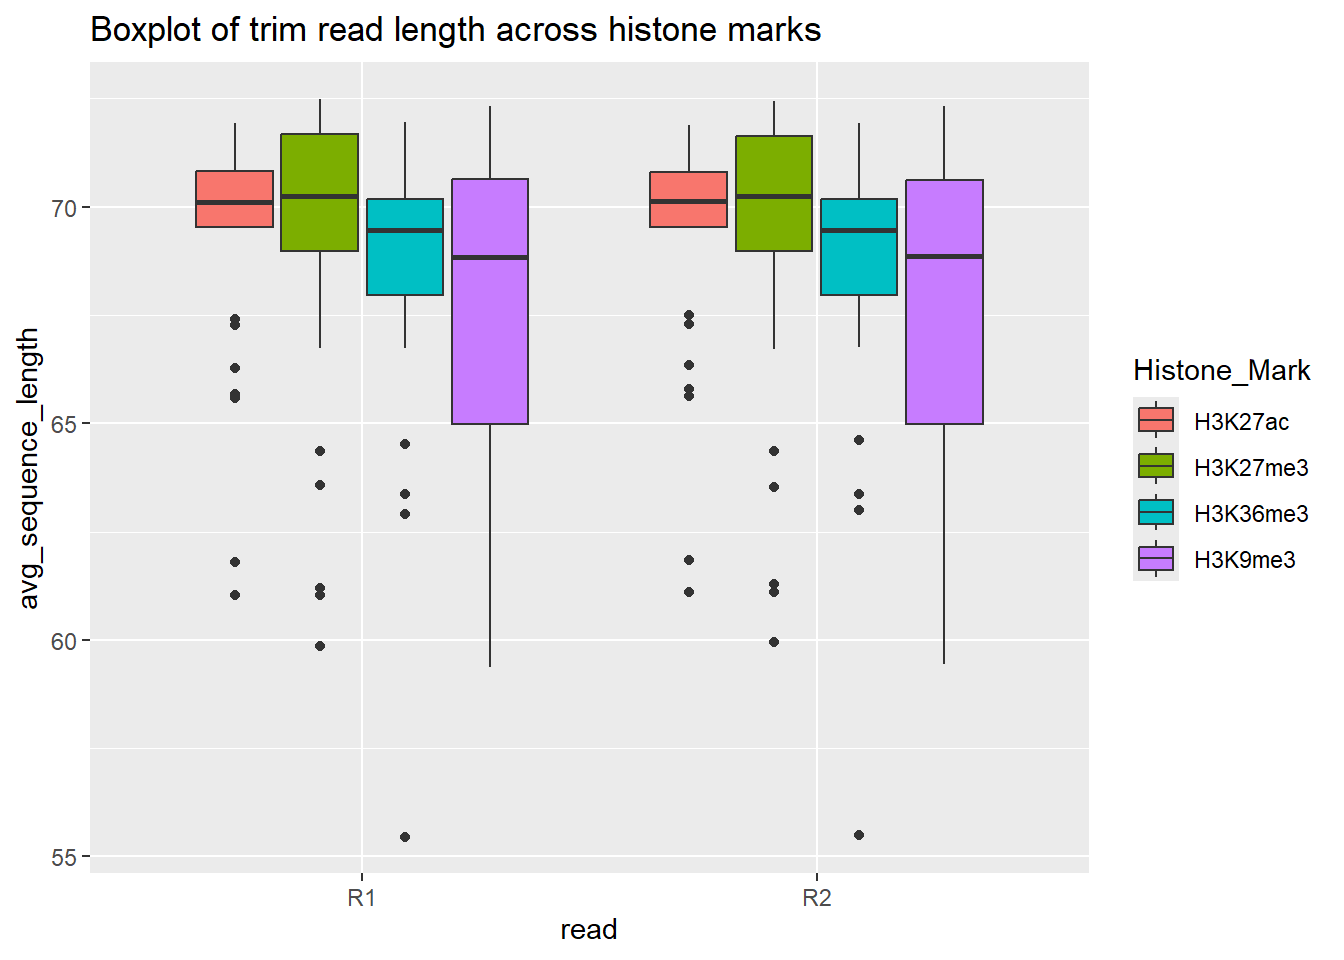 Boxplot of trim read length across histone marks
avg_sequence_length
70
65
60
55
R1
R2
read
Histone_Mark
H3K27ac
H3K27me3
H3K36me3
H3K9me3